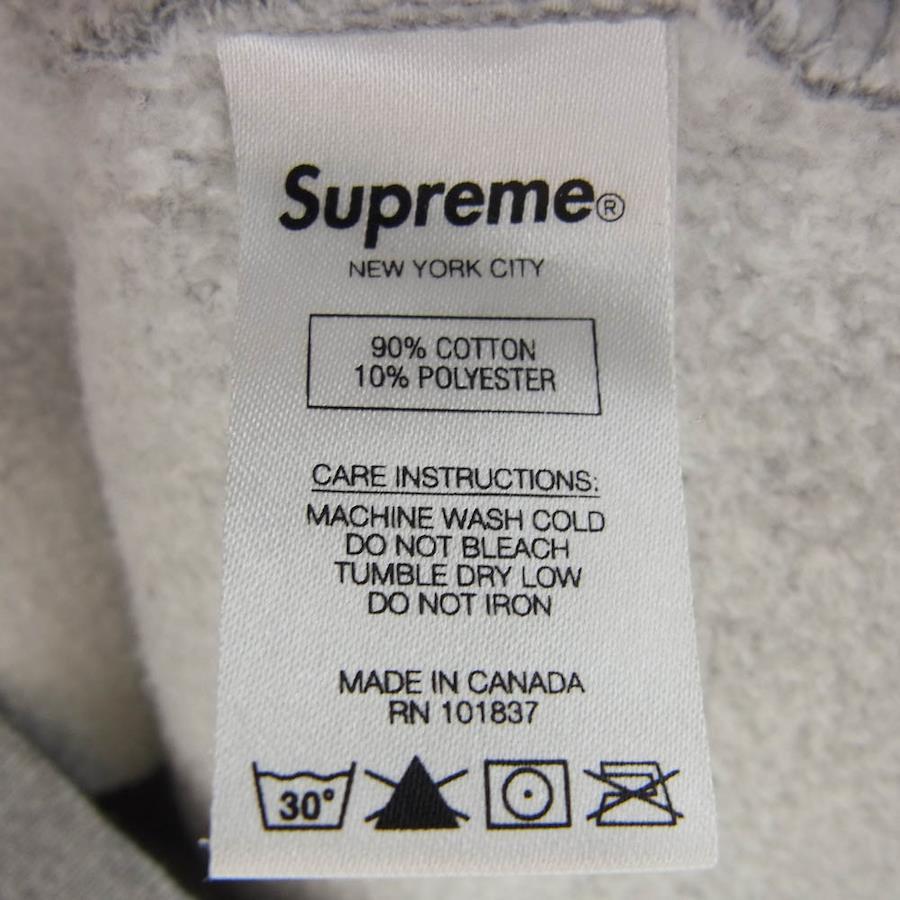 Supreme®
NEW YORK CITY
90% COTTON
10% POLYESTER
CARE INSTRUCTIONS:
MACHINE WASH COLD
DO NOT BLEACH
TUMBLE DRY LOW
DO NOT IRON
MADE IN CANADA
RN 101837
30°